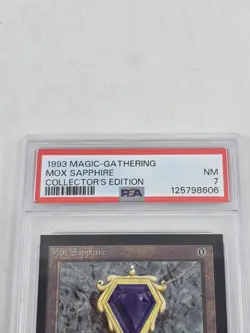 1993 MAGIC-GATHERING NM
MOX SAPPHIRE 7
COLLECTOR'S EDITION PSA 125798606
Mox Sapphire 0